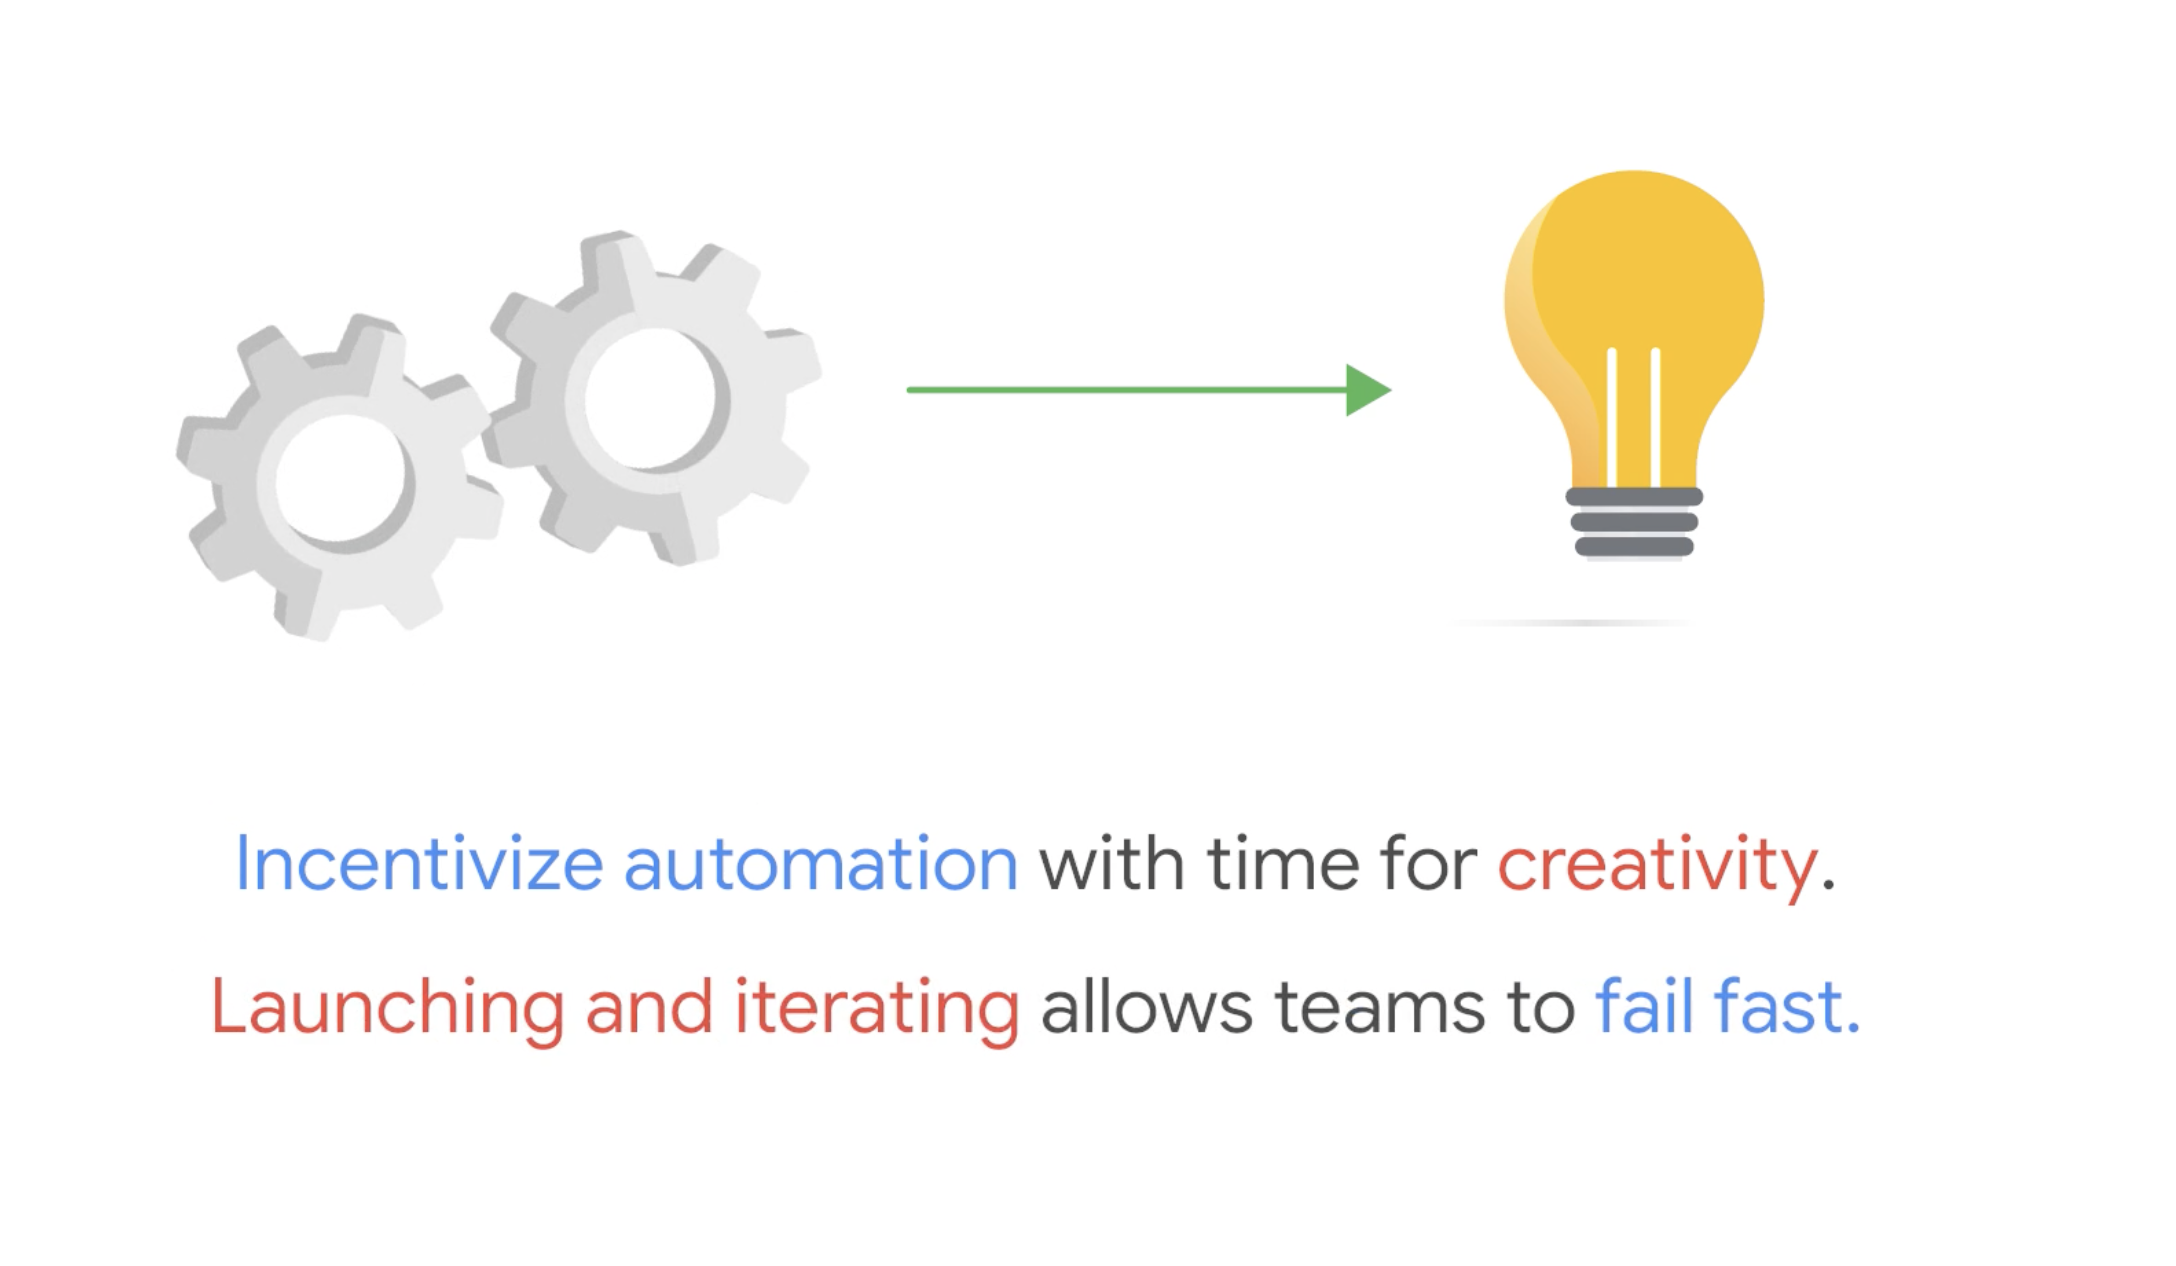 Incentivize automation with time for creativity.
Launching and iterating allows teams to fail fast.